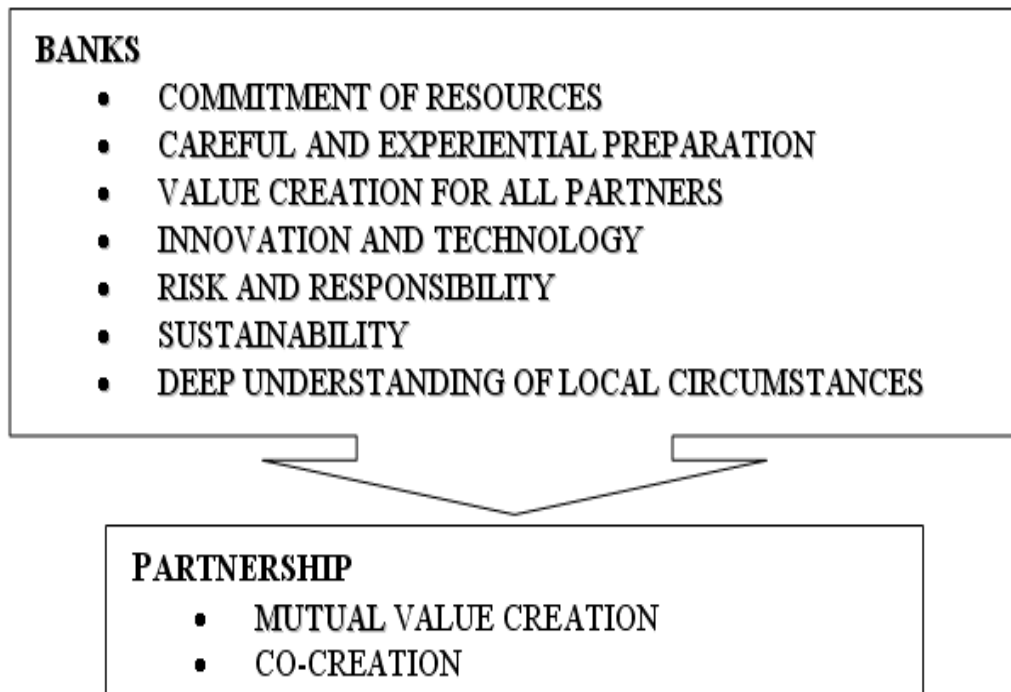 BANKS
• COMMITMENT OF RESOURCES
• CAREFUL AND EXPERIENTIAL PREPARATION
• VALUE CREATION FOR ALL PARTNERS
• INNOVATION AND TECHNOLOGY
• RISK AND RESPONSIBILITY
• SUSTAINABILITY
• DEEP UNDERSTANDING OF LOCAL CIRCUMSTANCES
PARTNERSHIP
• MUTUAL VALUE CREATION
• CO-CREATION